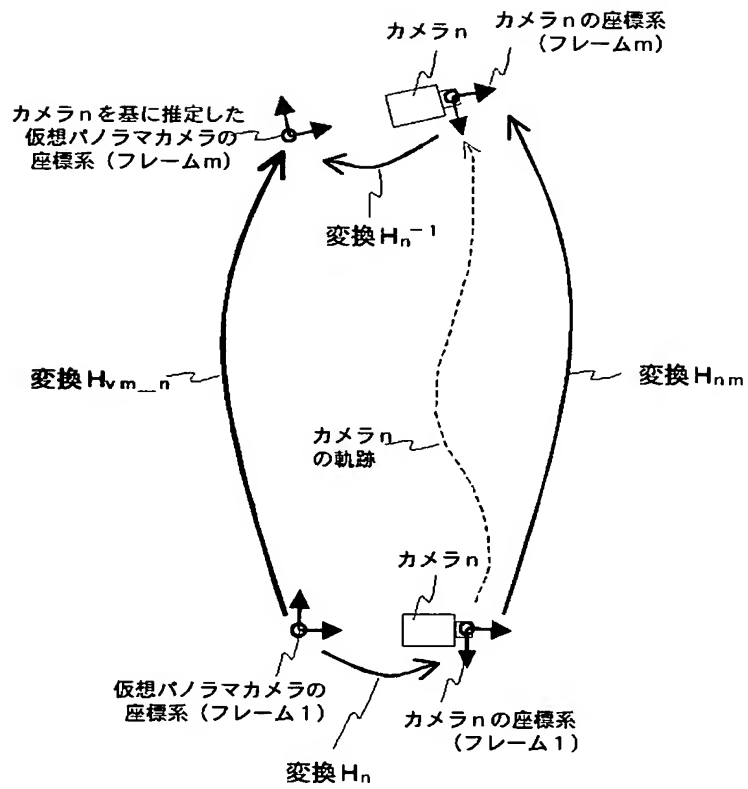 カメラn
カメラnの座標系
(フレームm)
カメラnを基に推定した
仮想パノラマカメラの
座標系(フレームm)
変換Hn⁻¹
変換Hvm_n
変換Hnm
カメラn
の軌跡
カメラn
仮想パノラマカメラの
座標系(フレーム1)
カメラnの座標系
(フレーム1)
変換Hn